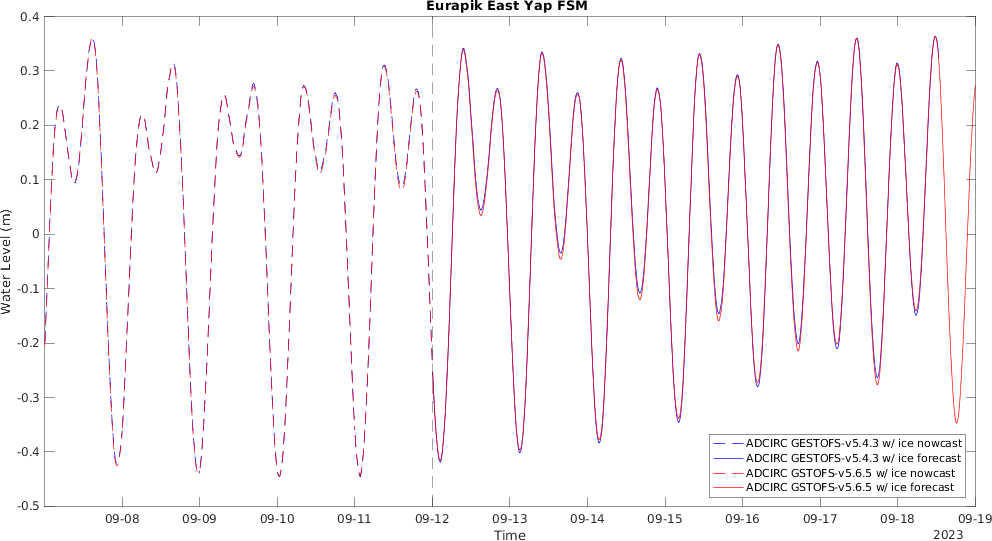 Eurapik East Yap FSM
0.4
0.3
0.2
0.1
0
-0.1
-0.2
-0.3
-0.4
-0.5
Water Level (m)
09-08 09-09 09-10 09-11 09-12 09-13 09-14 09-15 09-16 09-17 09-18 09-19
Time
2023
ADCIRC GESTOFS-v5.4.3 w/ ice nowcast
ADCIRC GESTOFS-v5.4.3 w/ ice forecast
ADCIRC GSTOFS-v5.6.5 w/ ice nowcast
ADCIRC GSTOFS-v5.6.5 w/ ice forecast